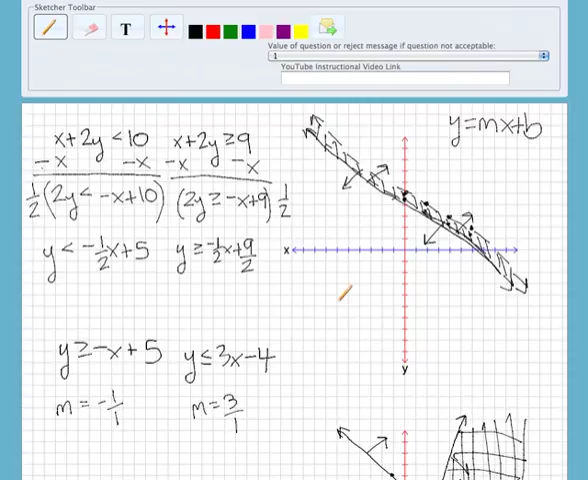 Sketcher Toolbar
T
Value of question or reject message if question not acceptable:
1
YouTube Instructional Video Link
x+2y<10 x+2y≥9 y=mx+b
-x -x -x -x
1/2(2y<-x+10) (2y≥-x+9)1/2
y<-1/2x+5 y≥-1/2x+9/2
x
y≥-x+5 y≤3x-4
y
m=-1/1 m=3/1